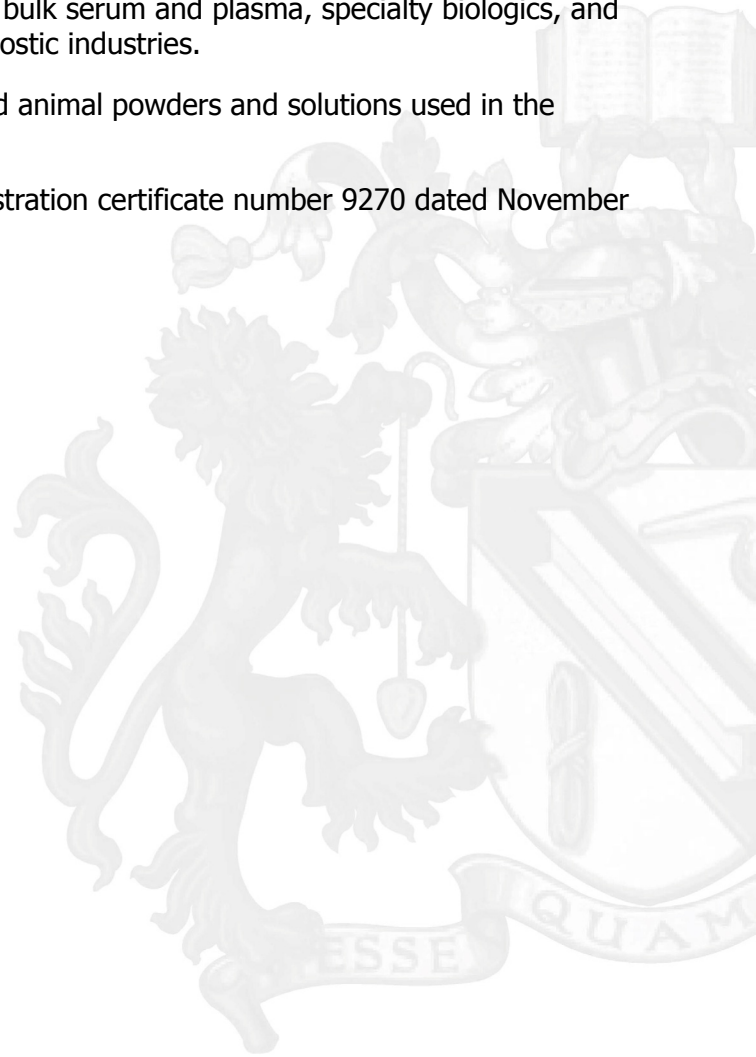 bulk serum and plasma, specialty biologics, and
ostic industries.
d animal powders and solutions used in the
stration certificate number 9270 dated November
ESSE
QUAM